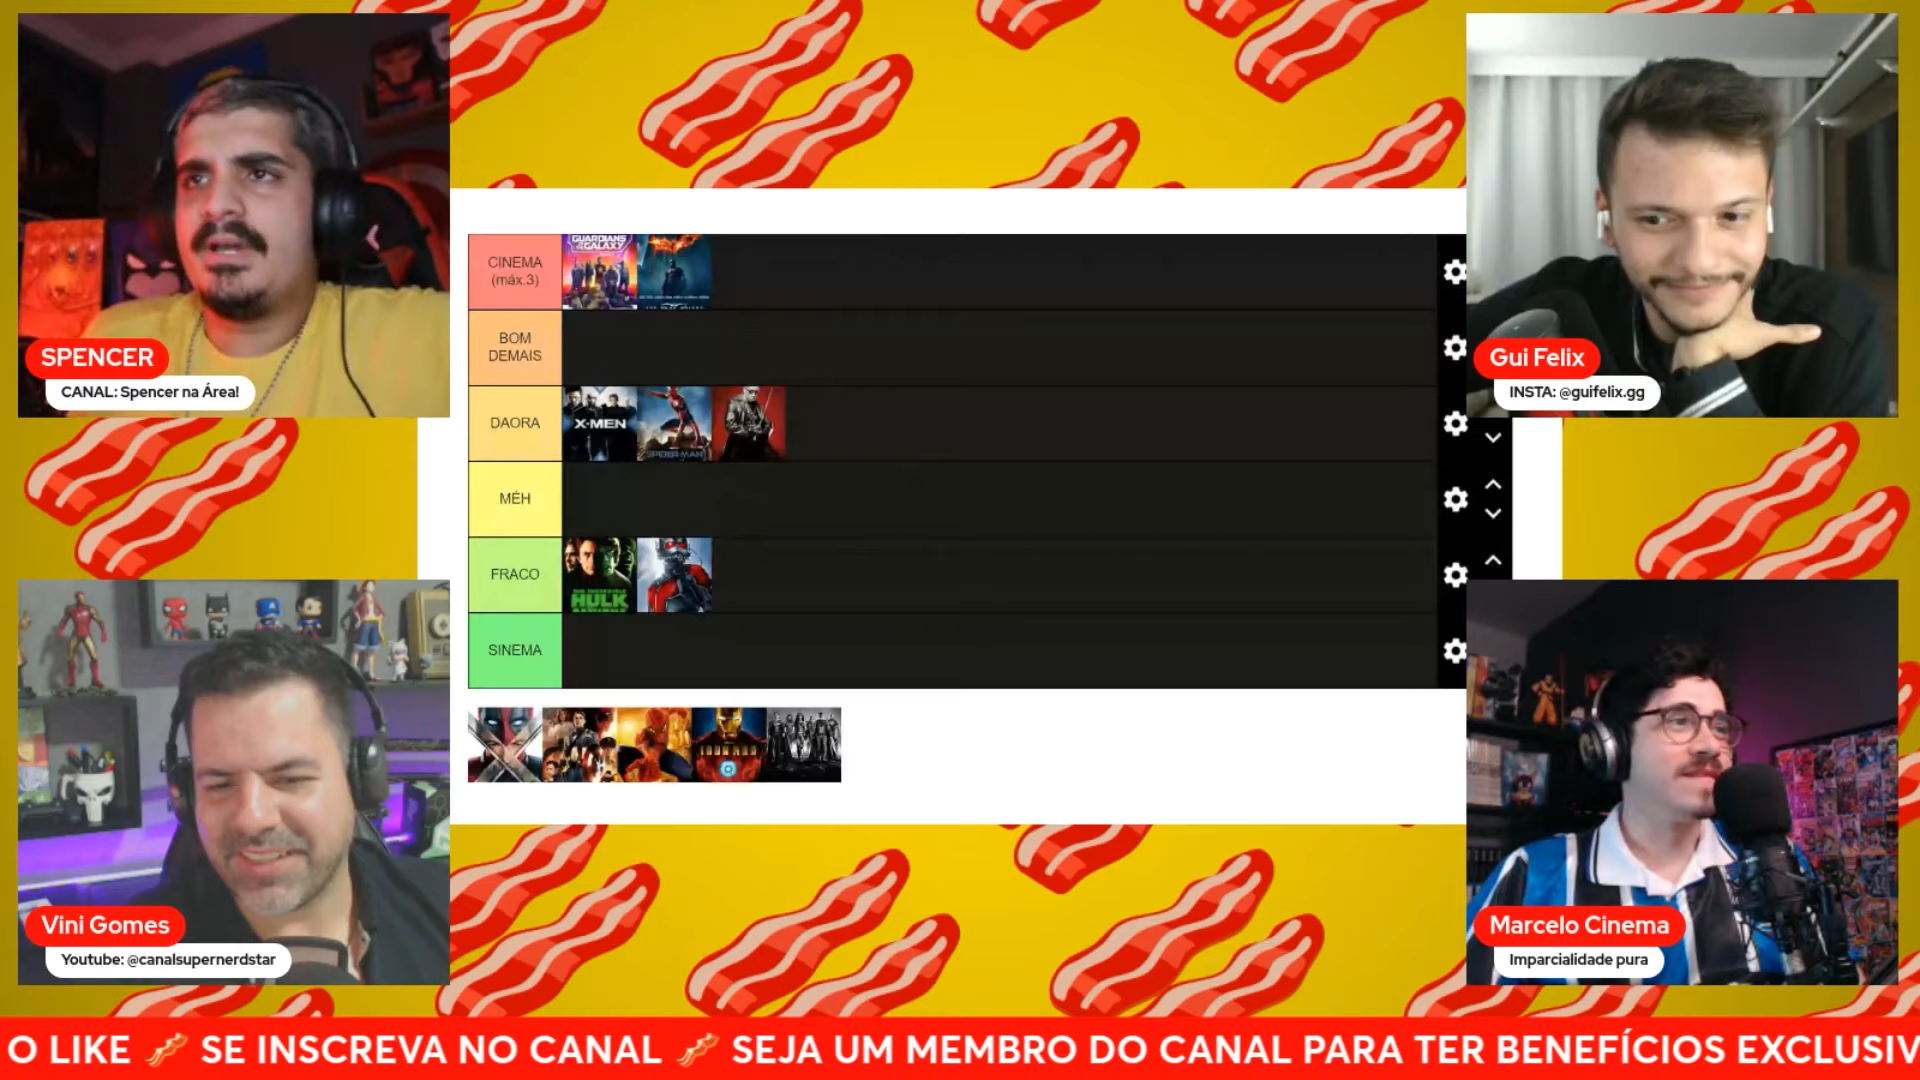 SPENCER
CANAL: Spencer na Área!
Gui Felix
INSTA: @guifelix.gg
CINEMA
(máx.3)
GUARDIANS
GALAXY
BOM
DEMAIS
DAORA
X-MEN
SPIDER-MAN
MÉH
FRACO
HULK
SINEMA
Vini Gomes
Youtube: @canalsupernerdstar
Marcelo Cinema
Imparcialidade pura
O LIKE 🥓 SE INSCREVA NO CANAL 🥓 SEJA UM MEMBRO DO CANAL PARA TER BENEFÍCIOS EXCLUSIV